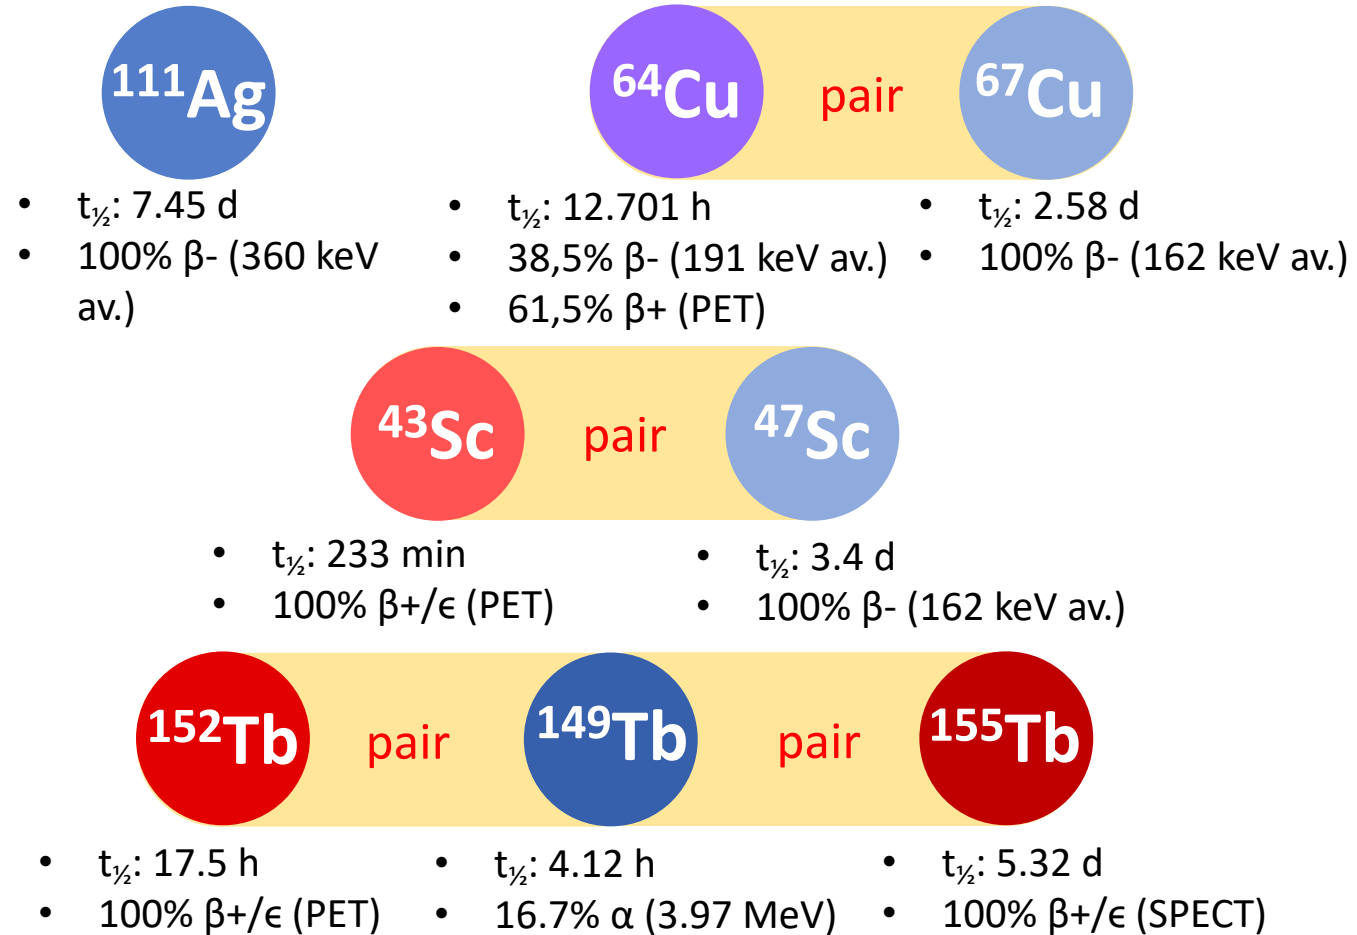 ¹¹¹Ag
• t½: 7.45 d
• 100% β- (360 keV
av.)
⁶⁴Cu pair ⁶⁷Cu
• t½: 12.701 h
• 38,5% β- (191 keV av.)
• 61,5% β+ (PET)
• t½: 2.58 d
• 100% β- (162 keV av.)
⁴³Sc pair ⁴⁷Sc
• t½: 233 min
• 100% β+/ϵ (PET)
• t½: 3.4 d
• 100% β- (162 keV av.)
¹⁵²Tb pair ¹⁴⁹Tb pair ¹⁵⁵Tb
• t½: 17.5 h
• 100% β+/ϵ (PET)
• t½: 4.12 h
• 16.7% α (3.97 MeV)
• t½: 5.32 d
• 100% β+/ϵ (SPECT)